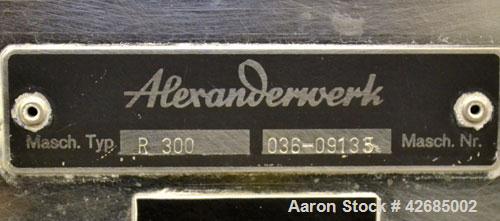 Alexanderwerk
Masch. Typ R 300 036-09135 Masch. Nr.
Aaron Stock # 42685002